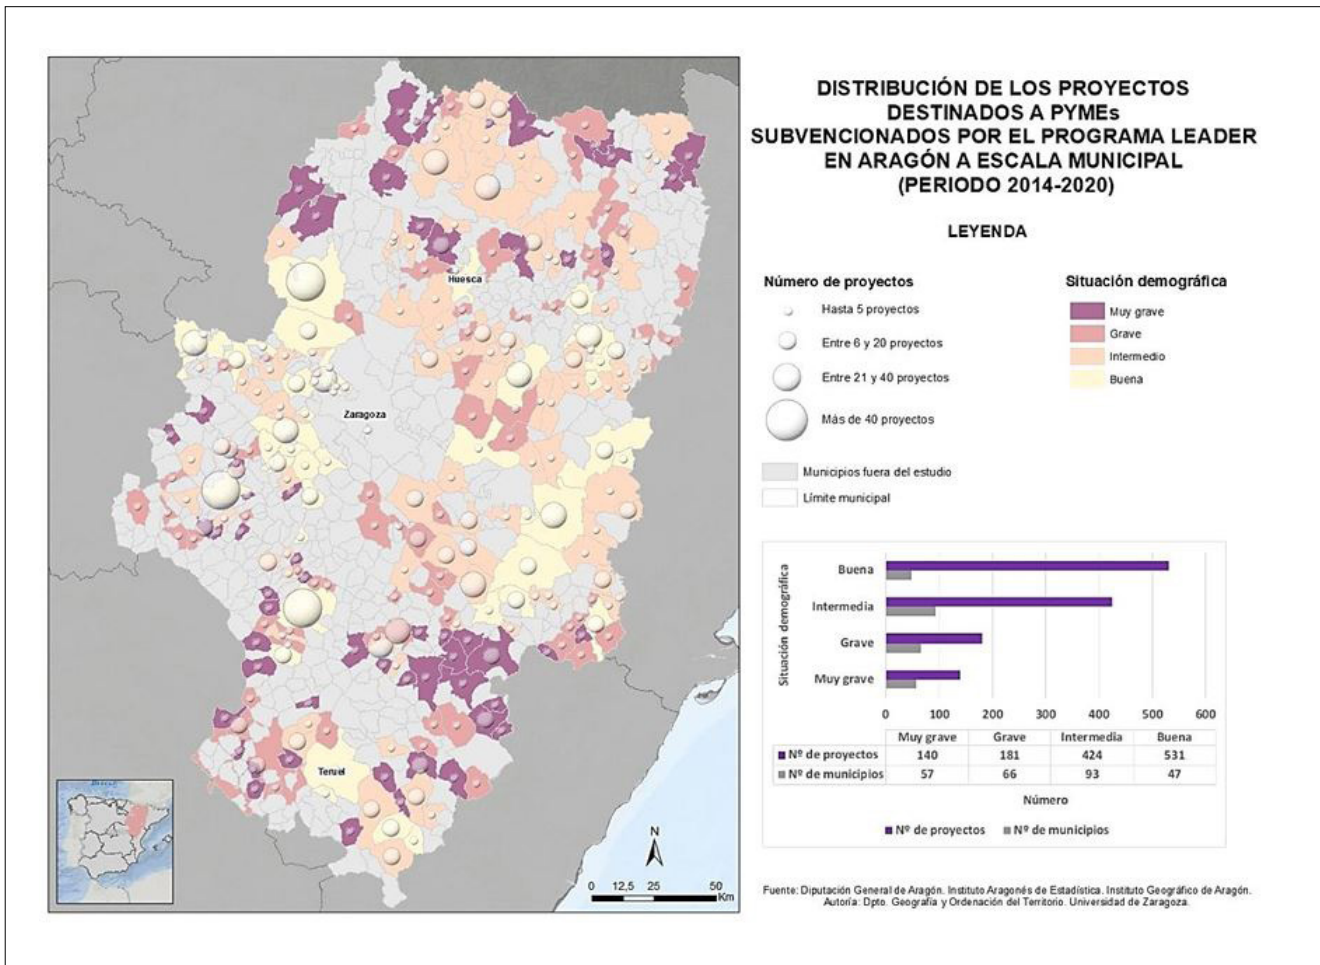 DISTRIBUCIÓN DE LOS PROYECTOS
DESTINADOS A PYMEs
SUBVENCIONADOS POR EL PROGRAMA LEADER
EN ARAGÓN A ESCALA MUNICIPAL
(PERIODO 2014-2020)
LEYENDA
Número de proyectos
Hasta 5 proyectos
Entre 6 y 20 proyectos
Entre 21 y 40 proyectos
Más de 40 proyectos
Municipios fuera del estudio
Límite municipal
Situación demográfica
Muy grave
Grave
Intermedio
Buena
Huesca
Zaragoza
Teruel
N
0 12,5 25 50
Km
Situación demográfica
Buena
Intermedia
Grave
Muy grave
0 100 200 300 400 500 600
Muy grave Grave Intermedia Buena
Nº de proyectos 140 181 424 531
Nº de municipios 57 66 93 47
Número
Nº de proyectos Nº de municipios
Fuente: Diputación General de Aragón. Instituto Aragonés de Estadística. Instituto Geográfico de Aragón.
Autoría: Dpto. Geografía y Ordenación del Territorio. Universidad de Zaragoza.